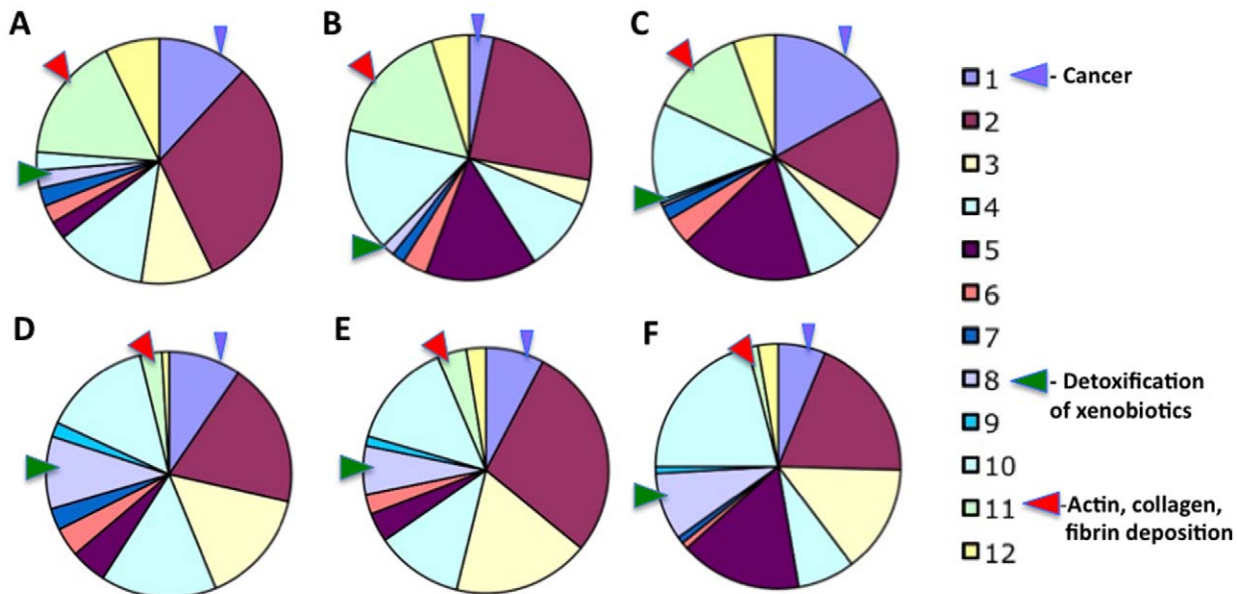 A
B
C
D
E
F
1 - Cancer
2
3
4
5
6
7
8 - Detoxification
of xenobiotics
9
10
11 -Actin, collagen,
fibrin deposition
12